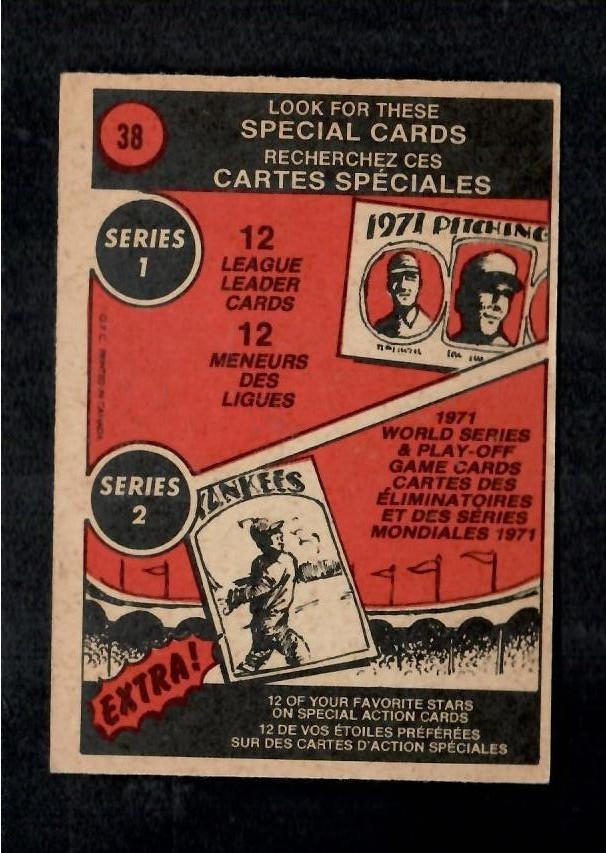 38
LOOK FOR THESE
SPECIAL CARDS
RECHERCHEZ CES
CARTES SPÉCIALES
SERIES
1
12
LEAGUE
LEADER
CARDS
12
MENEURS
DES
LIGUES
1971 PITCHING
O.P.C. PRINTED IN CANADA
1971
WORLD SERIES
& PLAY-OFF
GAME CARDS
CARTES DES
ÉLIMINATOIRES
ET DES SÉRIES
MONDIALES 1971
SERIES
2
YANKEES
EXTRA!
12 OF YOUR FAVORITE STARS
ON SPECIAL ACTION CARDS
12 DE VOS ÉTOILES PRÉFÉRÉES
SUR DES CARTES D'ACTION SPÉCIALES